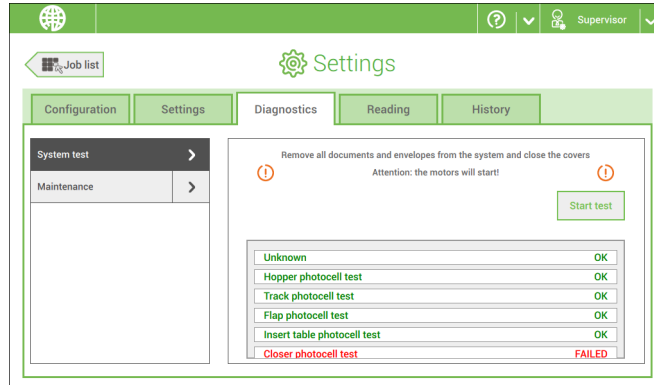 Supervisor
Job list
Settings
Configuration
Settings
Diagnostics
Reading
History
System test
Maintenance
Remove all documents and envelopes from the system and close the covers
Attention: the motors will start!
Start test
Unknown OK
Hopper photocell test OK
Track photocell test OK
Flap photocell test OK
Insert table photocell test OK
Closer photocell test FAILED